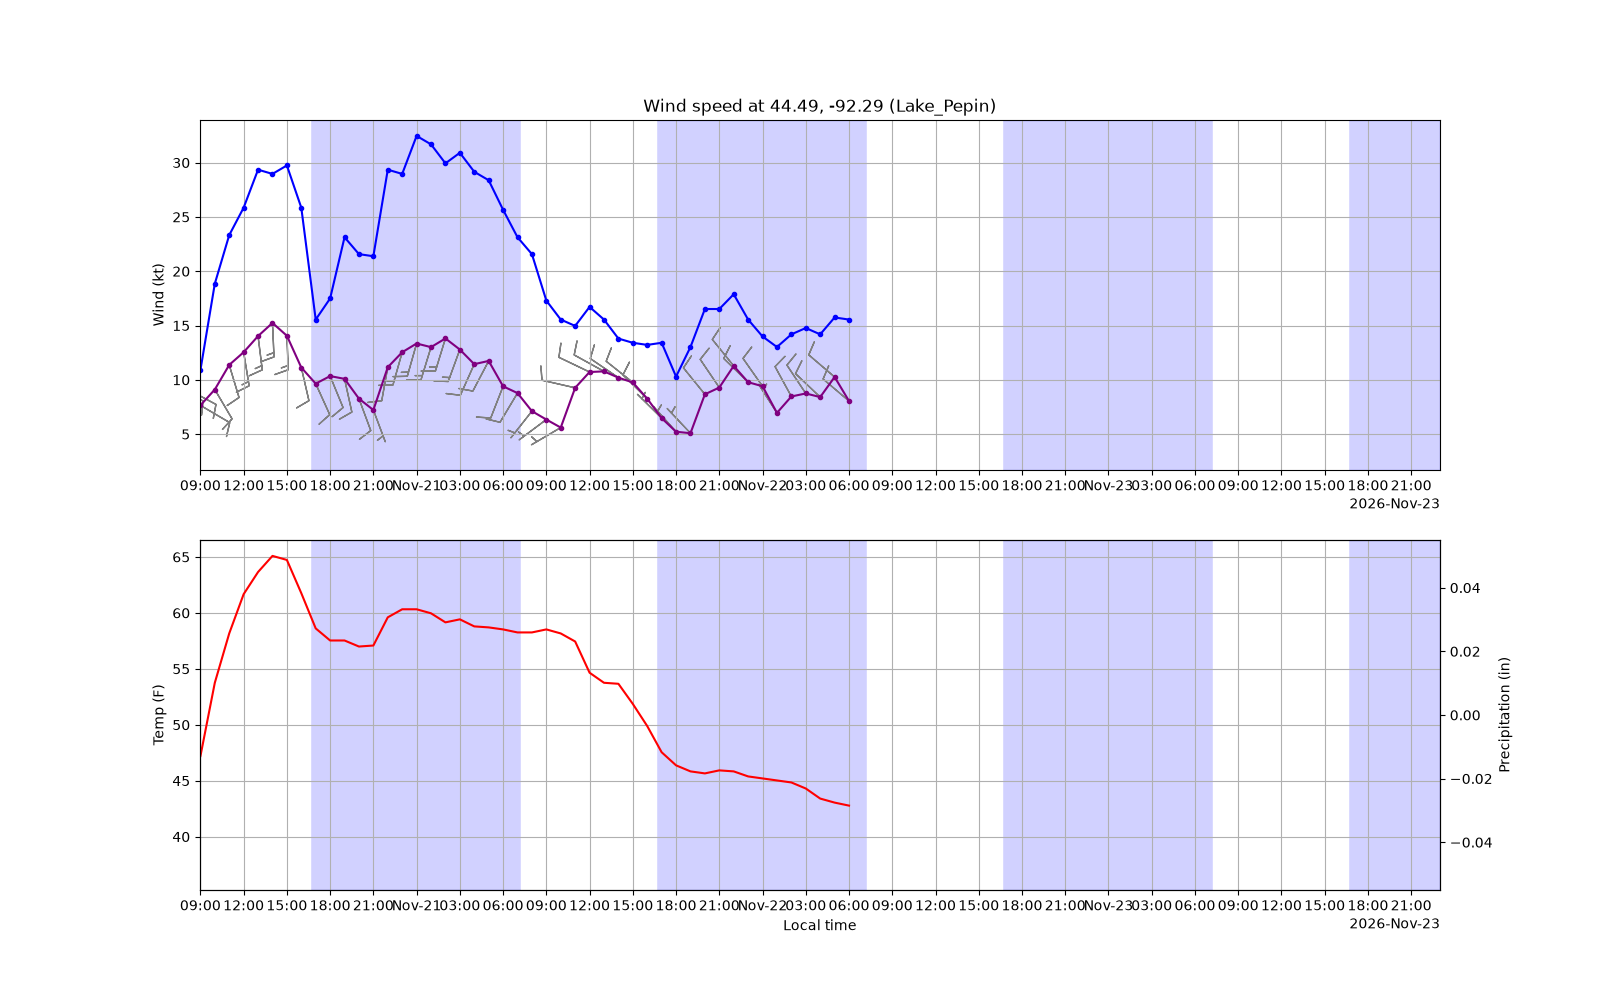 Wind speed at 44.49, -92.29 (Lake_Pepin)
Wind (kt)
30
25
20
15
10
5
09:00 12:00 15:00 18:00 21:00 Nov-21 03:00 06:00 09:00 12:00 15:00 18:00 21:00 Nov-22 03:00 06:00 09:00 12:00 15:00 18:00 21:00 Nov-23 03:00 06:00 09:00 12:00 15:00 18:00 21:00
2026-Nov-23
Temp (F)
65
60
55
50
45
40
0.04
0.02
0.00
−0.02
−0.04
Precipitation (in)
09:00 12:00 15:00 18:00 21:00 Nov-21 03:00 06:00 09:00 12:00 15:00 18:00 21:00 Nov-22 03:00 06:00 09:00 12:00 15:00 18:00 21:00 Nov-23 03:00 06:00 09:00 12:00 15:00 18:00 21:00
2026-Nov-23
Local time